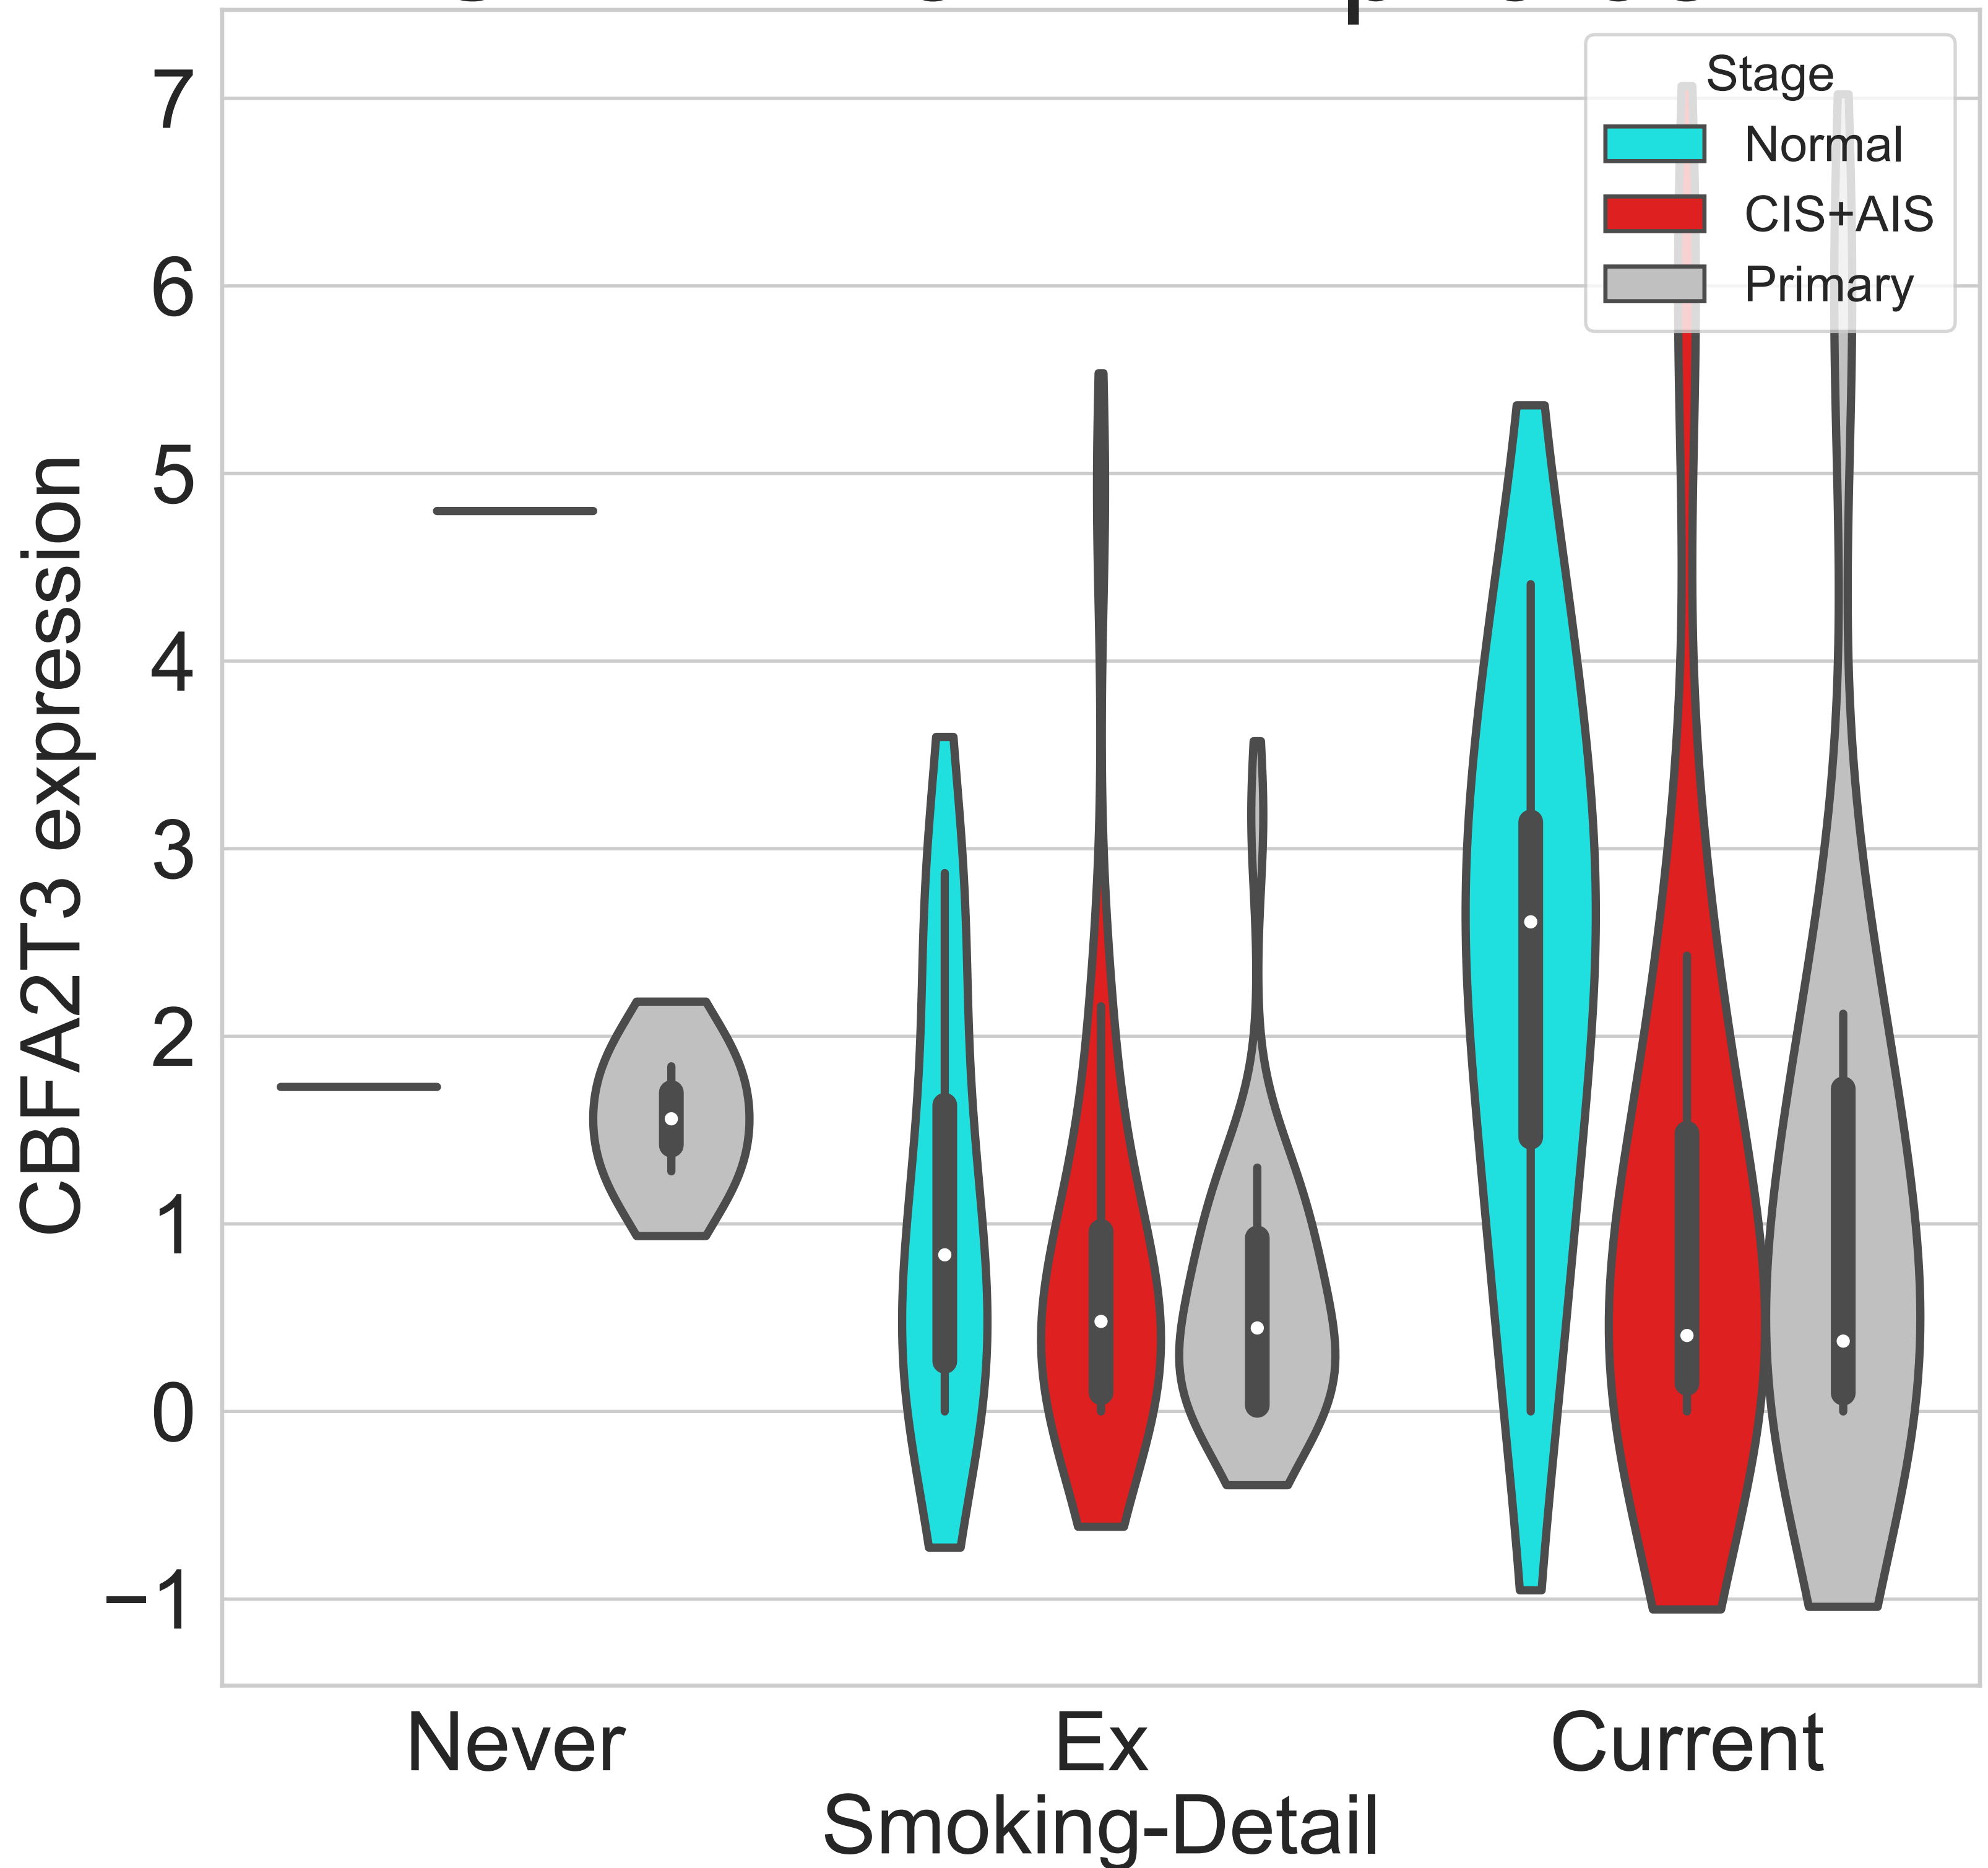 Stage
Normal
CIS+AIS
Primary
7
6
5
4
3
2
1
0
−1
CBFA2T3 expression
Never
Ex
Current
Smoking-Detail